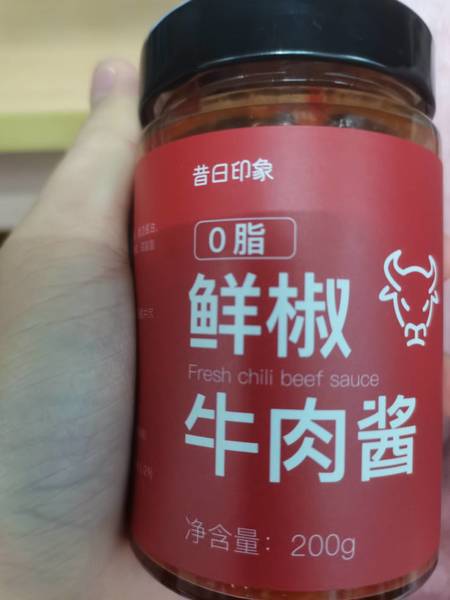 昔日印象
0脂
鲜椒
Fresh chili beef sauce
牛肉酱
净含量：200g